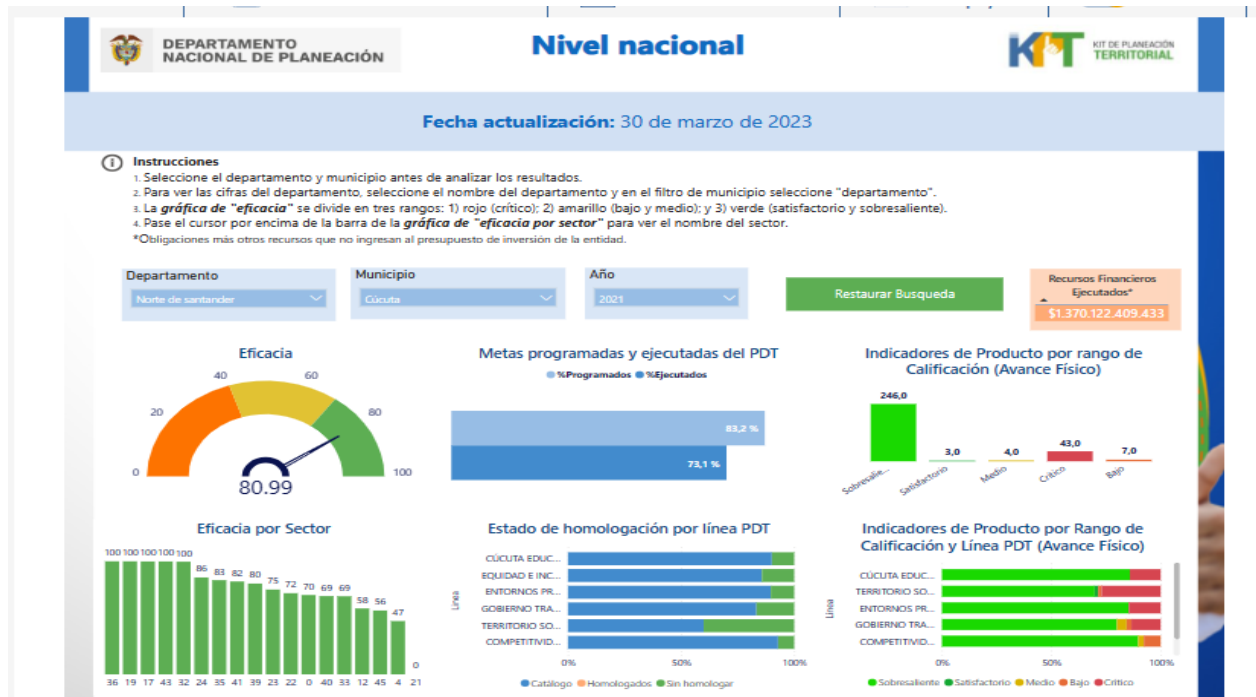 DEPARTAMENTO
NACIONAL DE PLANEACIÓN
Nivel nacional
KIT
KIT DE PLANEACIÓN
TERRITORIAL
Fecha actualización: 30 de marzo de 2023
Instrucciones
1. Seleccione el departamento y municipio antes de analizar los resultados.
2. Para ver las cifras del departamento, seleccione el nombre del departamento y en el filtro de municipio seleccione "departamento".
3. La gráfica de "eficacia" se divide en tres rangos: 1) rojo (crítico); 2) amarillo (bajo y medio); y 3) verde (satisfactorio y sobresaliente).
4. Pase el cursor por encima de la barra de la gráfica de "eficacia por sector" para ver el nombre del sector.
*Obligaciones más otros recursos que no ingresan al presupuesto de inversión de la entidad.
Departamento
Norte de santander
Municipio
Cúcuta
Año
2021
Restaurar Busqueda
Recursos Financieros
Ejecutados*
$1.370.122.409.433
Eficacia
0
20
40
60
80
100
80.99
Metas programadas y ejecutadas del PDT
%Programados %Ejecutados
83,2 %
73,1 %
Indicadores de Producto por rango de
Calificación (Avance Físico)
246,0
3,0
4,0
43,0
7,0
Sobresalie...
Satisfactorio
Medio
Crítico
Bajo
Eficacia por Sector
100 100 100 100 100 86 83 82 80 75 72 70 69 69 58 56 47 0
36 19 17 43 32 24 35 41 39 23 22 0 40 33 12 45 4 21
Estado de homologación por línea PDT
Línea
CÚCUTA EDUC...
EQUIDAD E INC...
ENTORNOS PR...
GOBIERNO TRA...
TERRITORIO SO...
COMPETITIVID...
0% 50% 100%
Catálogo Homologados Sin homologar
Indicadores de Producto por Rango de
Calificación y Línea PDT (Avance Físico)
Línea
CÚCUTA EDUC...
TERRITORIO SO...
ENTORNOS PR...
GOBIERNO TRA...
COMPETITIVID...
0% 50% 100%
Sobresaliente Satisfactorio Medio Bajo Crítico